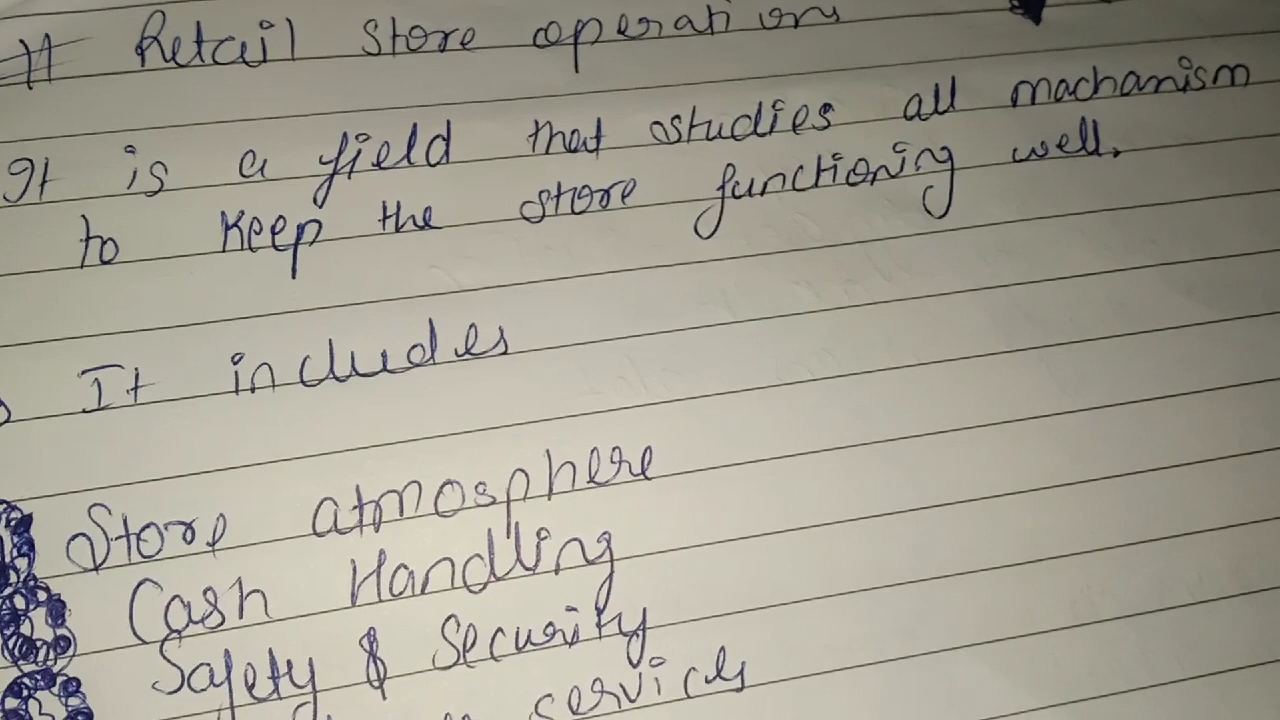 # Retail store operations
It is a field that studies all machanism
to keep the store functioning well.
It includes
Store atmosphere
Cash Handling
Safety & Security
services